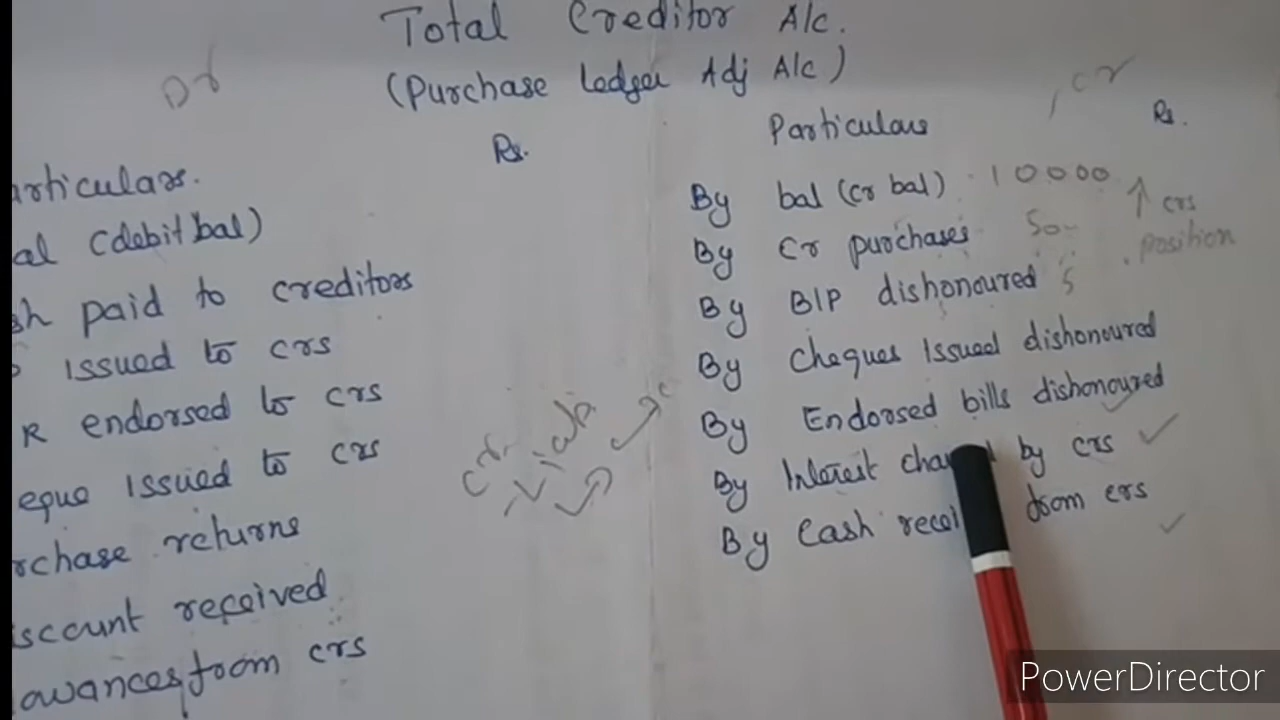 Total Creditor A/c.
(Purchase Ledger Adj A/c)
Dr
Cr
articulars.
Rs.
al (debit bal)
sh paid to creditors
issued to crs
R endorsed to crs
eque issued to crs
rchase returns
scount received
owances from crs
Particulars
Rs.
By bal (cr bal) 10000
By Cr purchases 50-
By B/P dishonoured 5
By Cheques Issued dishonoured
By Endorsed bills dishonoured
By Interest by crs
By Cash from crs
crs
position
cr.
PowerDirector